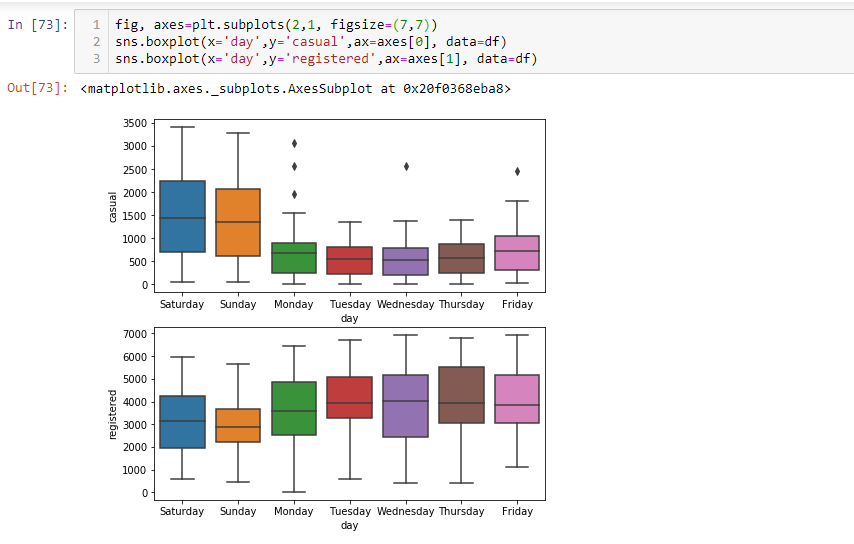 In [73]:
1 fig, axes=plt.subplots(2,1, figsize=(7,7))
2 sns.boxplot(x='day',y='casual',ax=axes[0], data=df)
3 sns.boxplot(x='day',y='registered',ax=axes[1], data=df)
Out[73]: <matplotlib.axes._subplots.AxesSubplot at 0x20f0368eba8>
3500
3000
2500
2000
1500
1000
500
0
casual
Saturday Sunday Monday Tuesday Wednesday Thursday Friday
day
7000
6000
5000
4000
3000
2000
1000
0
registered
Saturday Sunday Monday Tuesday Wednesday Thursday Friday
day